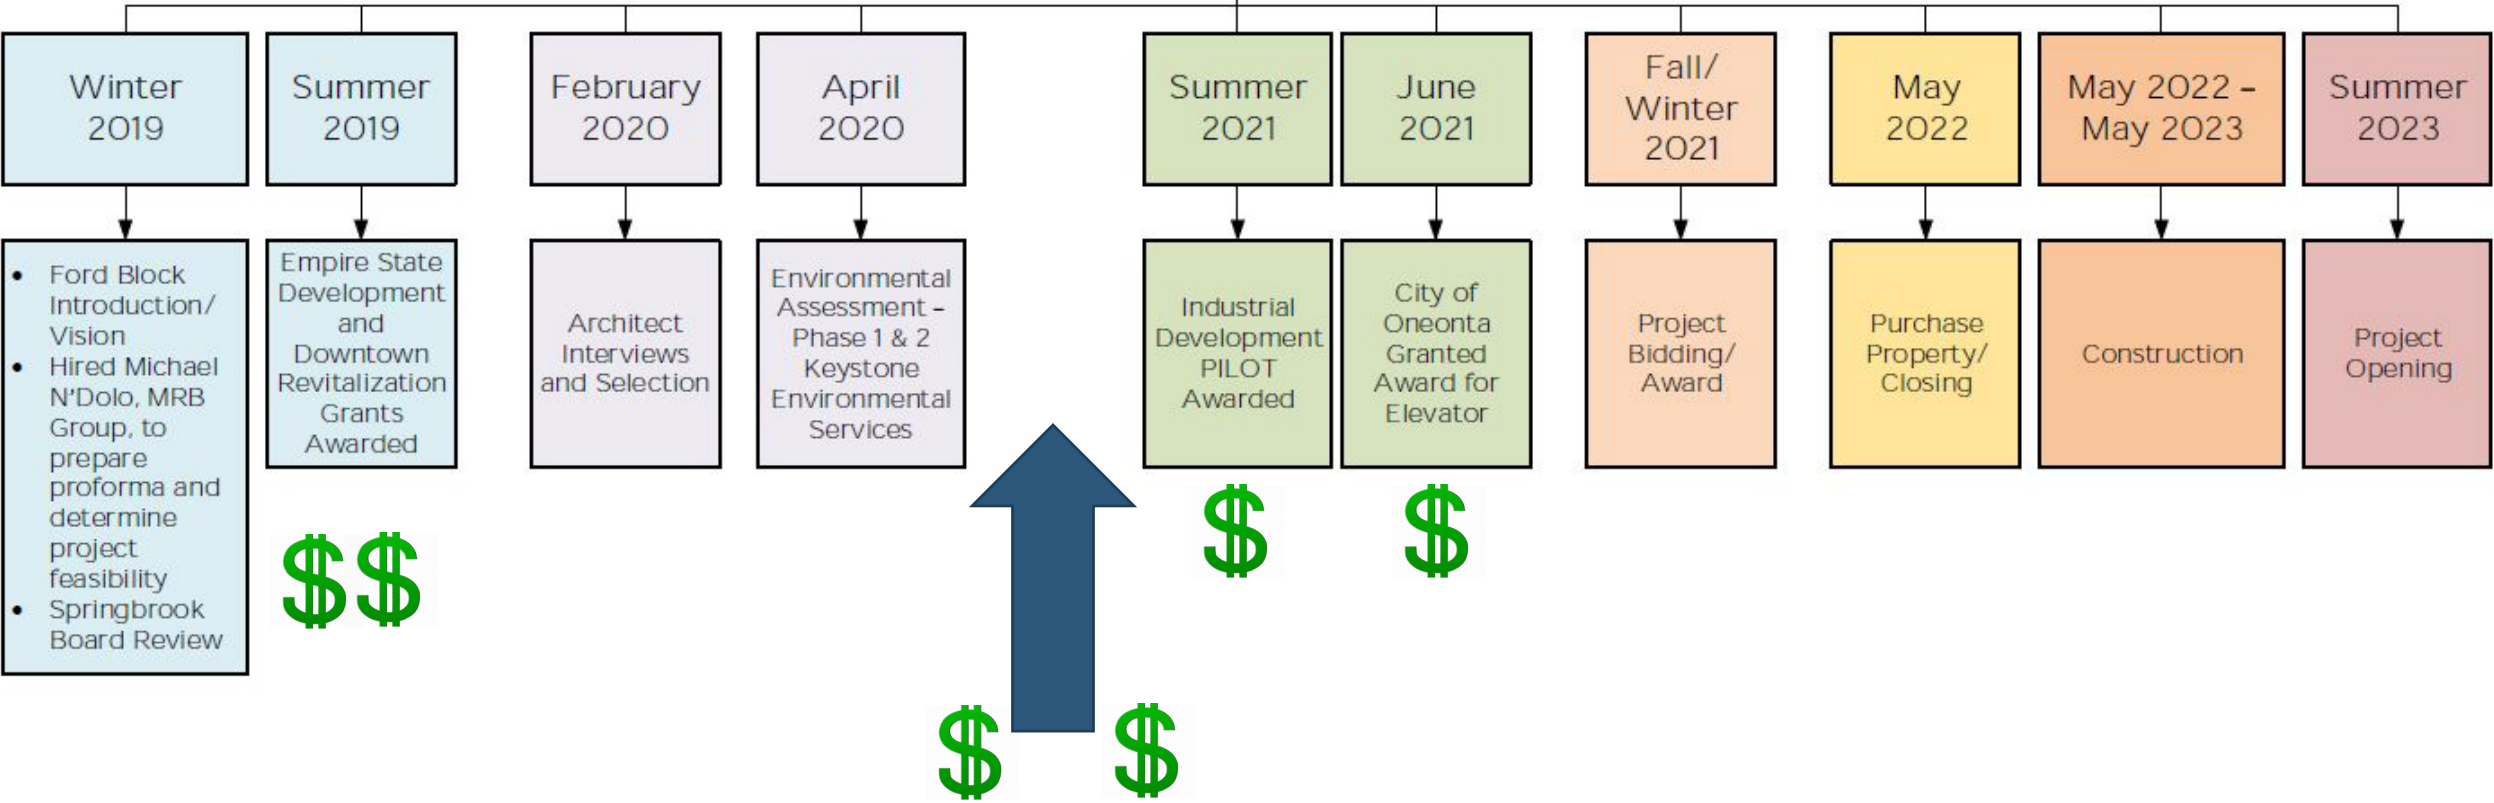 Winter
2019
Summer
2019
February
2020
April
2020
Summer
2021
June
2021
Fall/
Winter
2021
May
2022
May 2022 –
May 2023
Summer
2023
• Ford Block
Introduction/
Vision
• Hired Michael
N'Dolo, MRB
Group, to
prepare
proforma and
determine
project
feasibility
• Springbrook
Board Review
Empire State
Development
and
Downtown
Revitalization
Grants
Awarded
Architect
Interviews
and Selection
Environmental
Assessment –
Phase 1 & 2
Keystone
Environmental
Services
Industrial
Development
PILOT
Awarded
City of
Oneonta
Granted
Award for
Elevator
Project
Bidding/
Award
Purchase
Property/
Closing
Construction
Project
Opening
$$
$
$
$
$